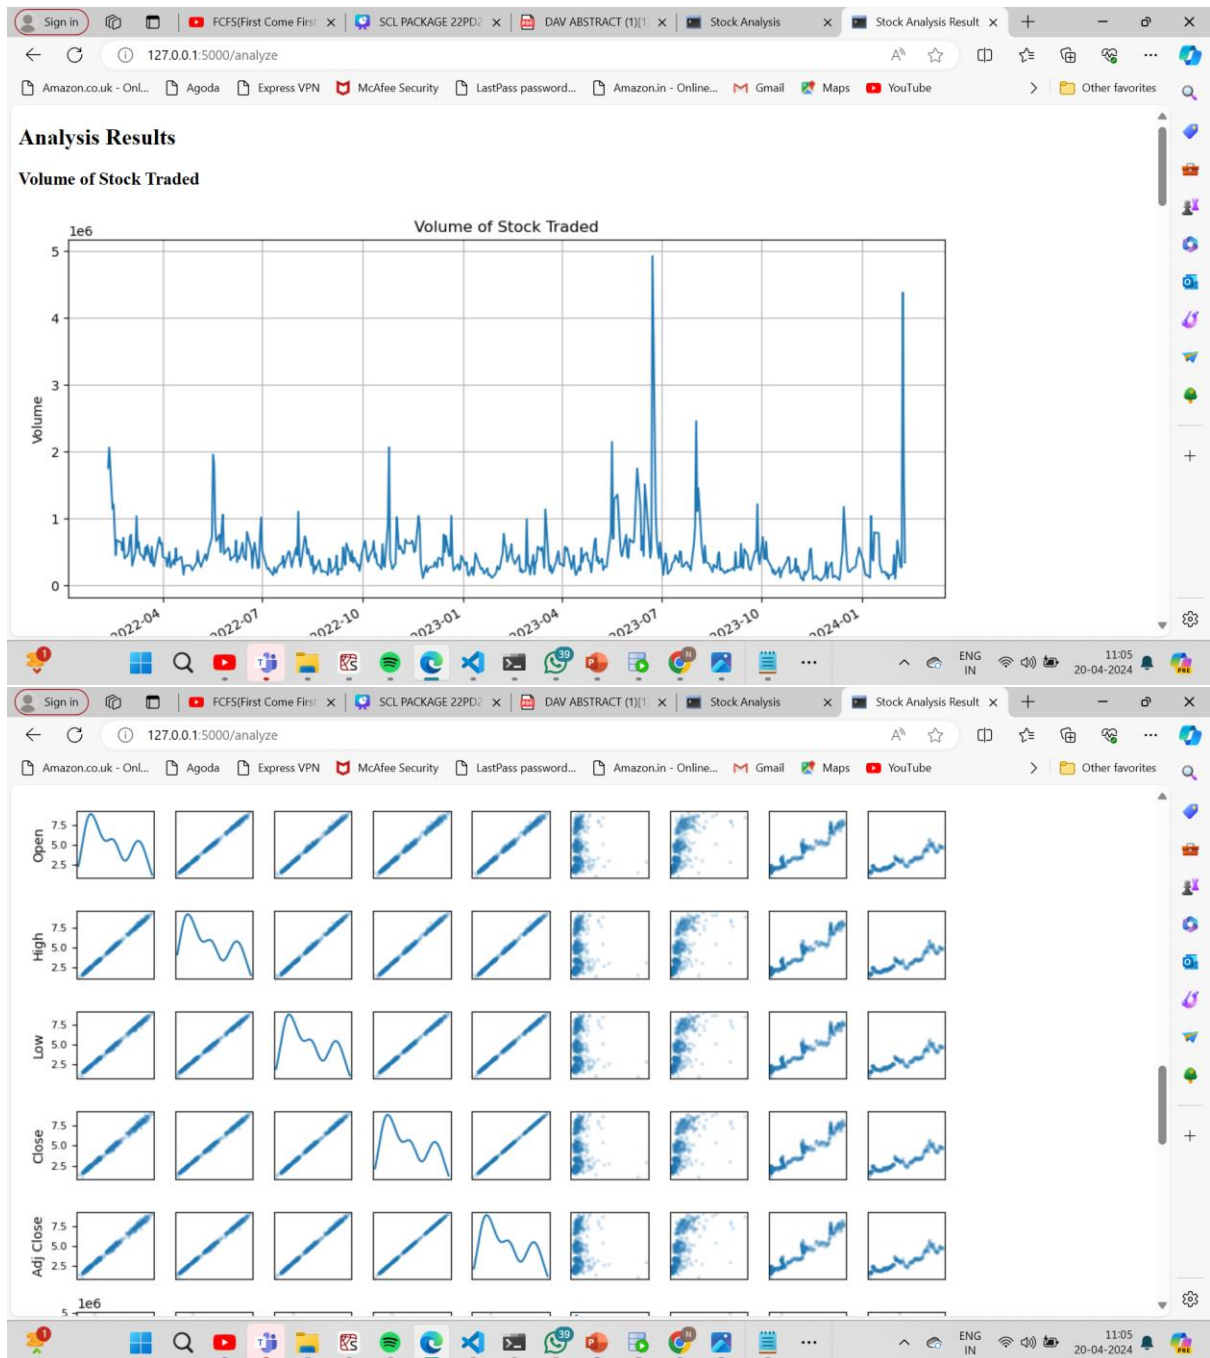 Sign in
FCFS(First Come First
SCL PACKAGE 22PD2
DAV ABSTRACT (1)[1
Stock Analysis
Stock Analysis Result
127.0.0.1:5000/analyze
Amazon.co.uk - Onl...
Agoda
Express VPN
McAfee Security
LastPass password...
Amazon.in - Online...
Gmail
Maps
YouTube
Other favorites
Analysis Results
Volume of Stock Traded
Volume of Stock Traded
1e6
5
4
3
2
1
0
Volume
2022-04
2022-07
2022-10
2023-01
2023-04
2023-07
2023-10
2024-01
1
39
N
ENG
IN
11:05
20-04-2024
PRE
Sign in
FCFS(First Come First
SCL PACKAGE 22PD2
DAV ABSTRACT (1)[1
Stock Analysis
Stock Analysis Result
127.0.0.1:5000/analyze
Amazon.co.uk - Onl...
Agoda
Express VPN
McAfee Security
LastPass password...
Amazon.in - Online...
Gmail
Maps
YouTube
Other favorites
Open
7.5
5.0
2.5
High
7.5
5.0
2.5
Low
7.5
5.0
2.5
Close
7.5
5.0
2.5
Adj Close
7.5
5.0
2.5
1e6
5
1
39
N
ENG
IN
11:05
20-04-2024
PRE